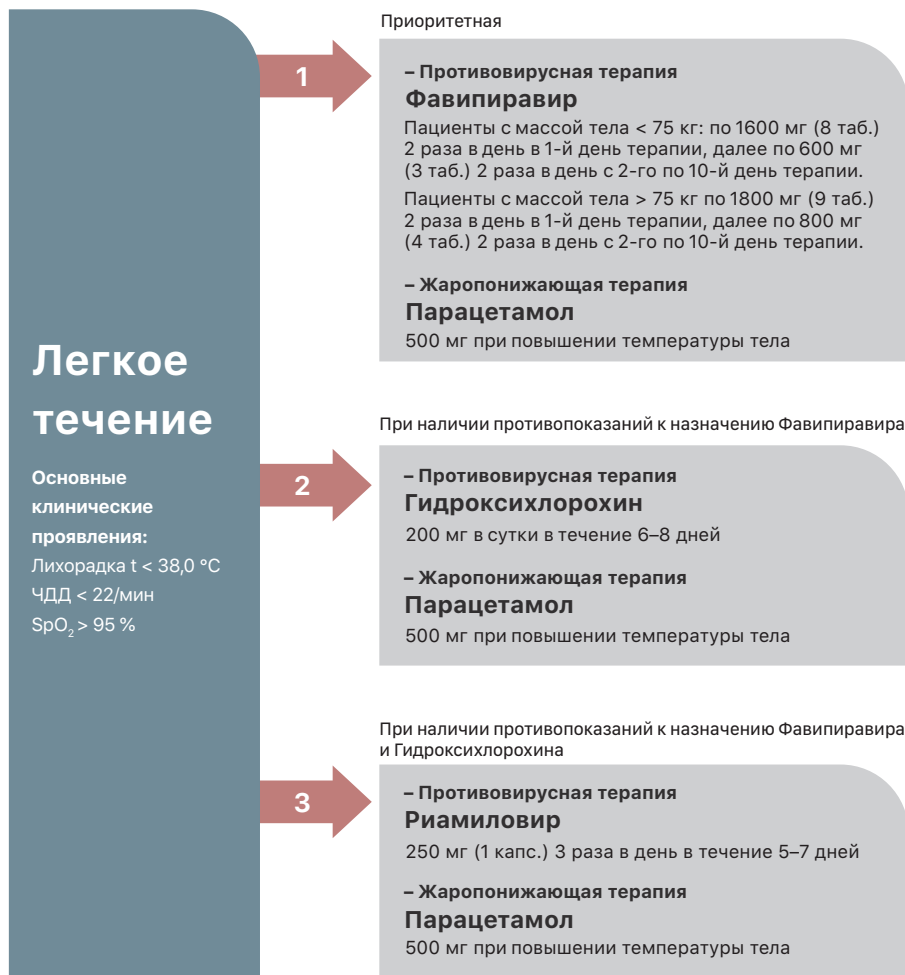 Легкое
течение
Основные
клинические
проявления:
Лихорадка t < 38,0 °C
ЧДД < 22/мин
SpO₂ > 95 %
1
Приоритетная
– Противовирусная терапия
Фавипиравир
Пациенты с массой тела < 75 кг: по 1600 мг (8 таб.)
2 раза в день в 1-й день терапии, далее по 600 мг
(3 таб.) 2 раза в день с 2-го по 10-й день терапии.
Пациенты с массой тела > 75 кг по 1800 мг (9 таб.)
2 раза в день в 1-й день терапии, далее по 800 мг
(4 таб.) 2 раза в день с 2-го по 10-й день терапии.
– Жаропонижающая терапия
Парацетамол
500 мг при повышении температуры тела
2
При наличии противопоказаний к назначению Фавипиравира
– Противовирусная терапия
Гидроксихлорохин
200 мг в сутки в течение 6–8 дней
– Жаропонижающая терапия
Парацетамол
500 мг при повышении температуры тела
3
При наличии противопоказаний к назначению Фавипиравира
и Гидроксихлорохина
– Противовирусная терапия
Риамиловир
250 мг (1 капс.) 3 раза в день в течение 5–7 дней
– Жаропонижающая терапия
Парацетамол
500 мг при повышении температуры тела